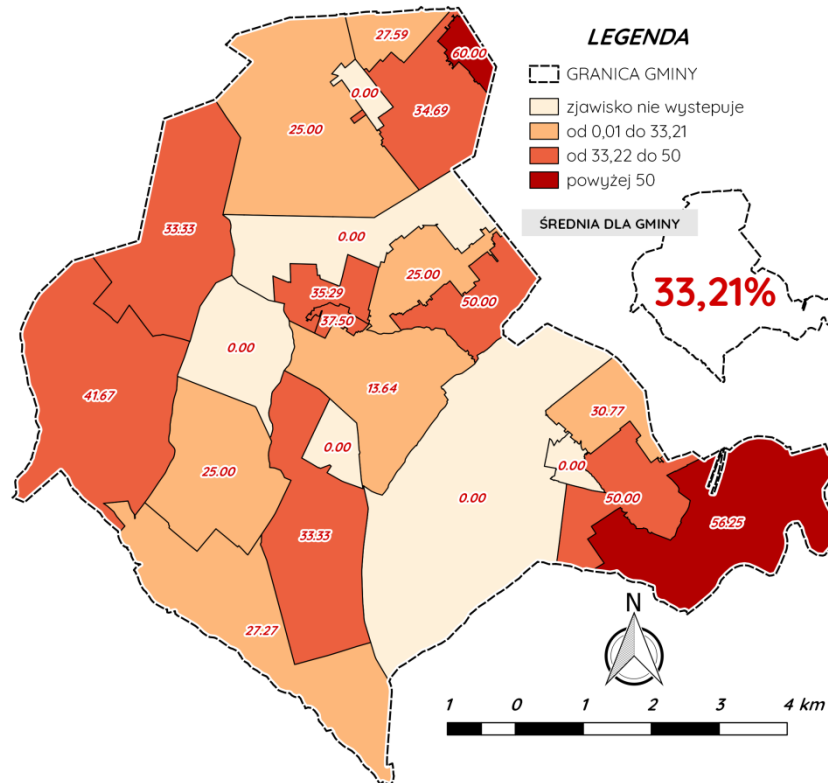 27.59
60.00
LEGENDA
GRANICA GMINY
0.00
34.69
zjawisko nie wystepuje
25.00
od 0,01 do 33,21
od 33,22 do 50
powyżej 50
ŚREDNIA DLA GMINY
33.33
0.00
25.00
35.29
50.00
33,21%
37.50
0.00
13.64
41.67
30.77
0.00
0.00
25.00
0.00
50.00
56.25
33.33
N
27.27
1 0 1 2 3 4 km